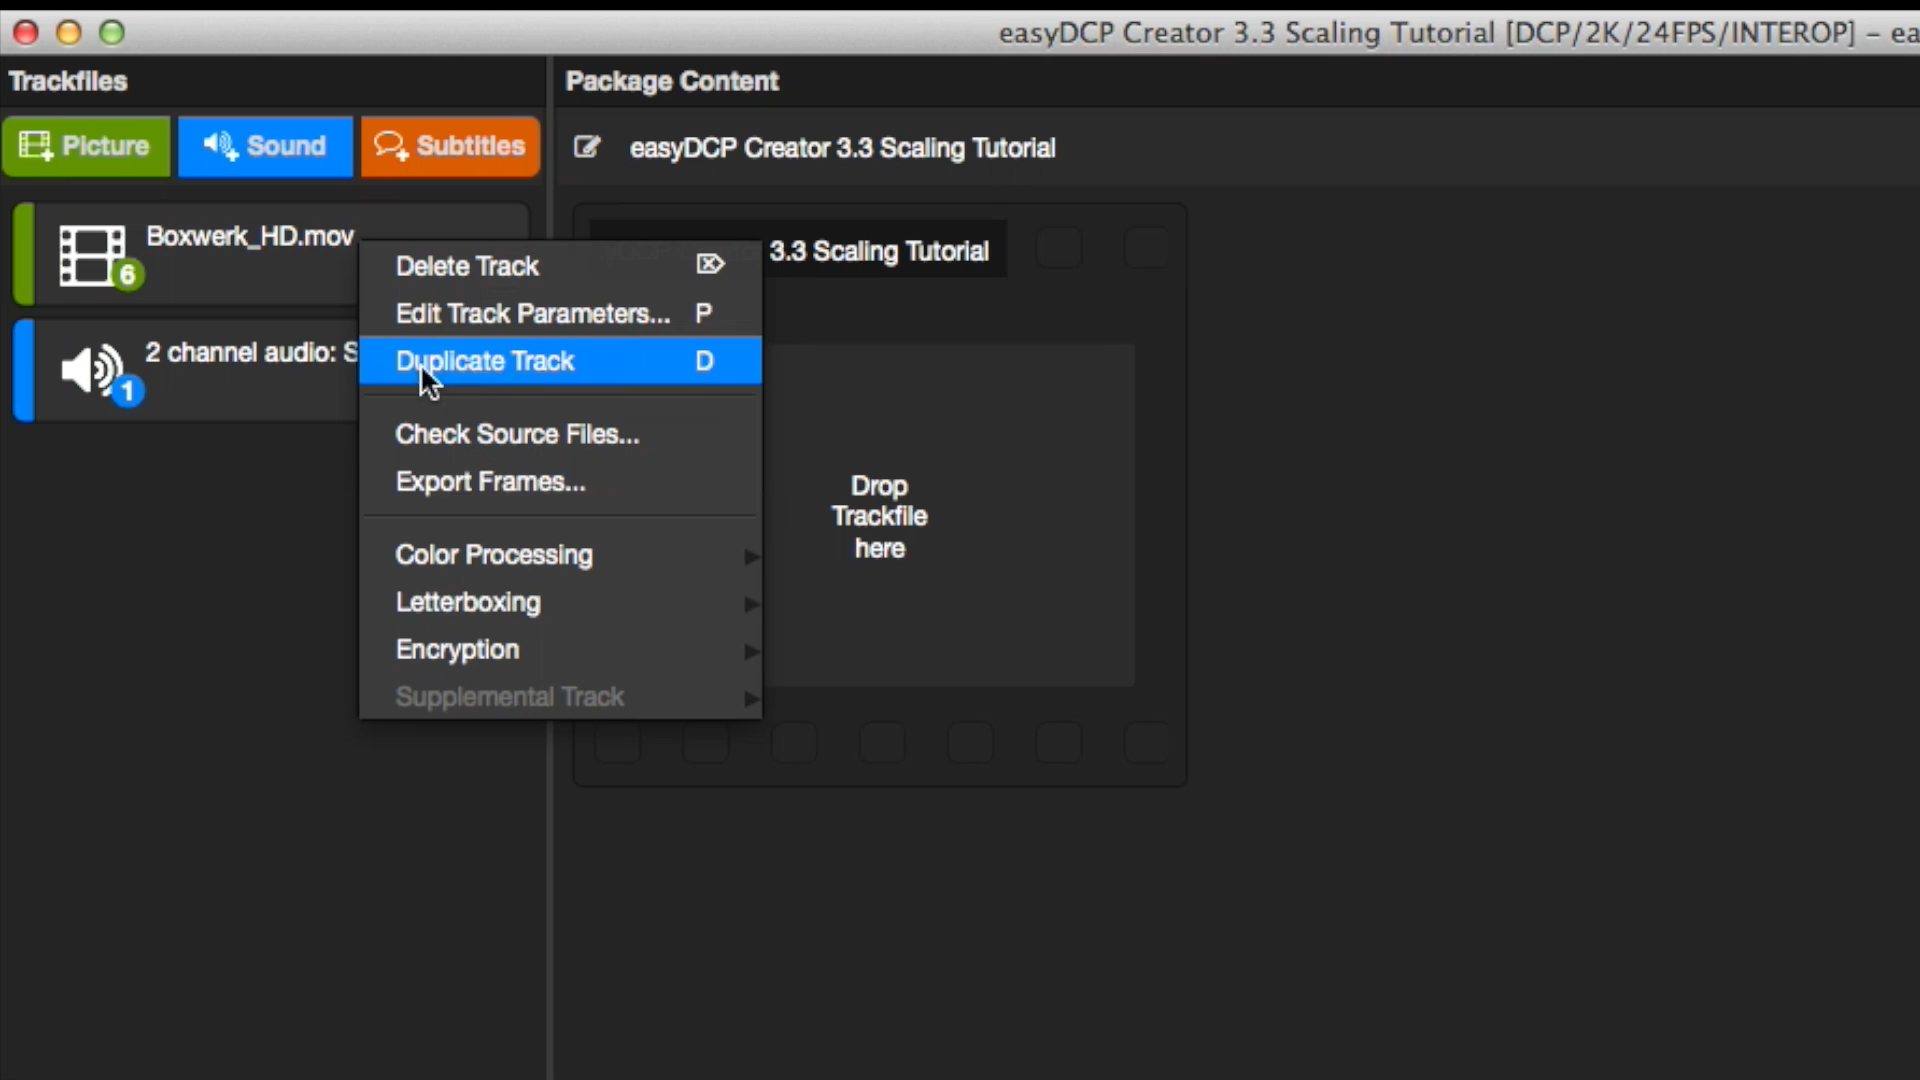 easyDCP Creator 3.3 Scaling Tutorial [DCP/2K/24FPS/INTEROP] – ea
Trackfiles
Package Content
Picture
Sound
Subtitles
easyDCP Creator 3.3 Scaling Tutorial
Boxwerk_HD.mov
6
2 channel audio: S
1
Delete Track
Edit Track Parameters... P
Duplicate Track D
Check Source Files...
Export Frames...
Color Processing
Letterboxing
Encryption
Supplemental Track
3.3 Scaling Tutorial
Drop
Trackfile
here